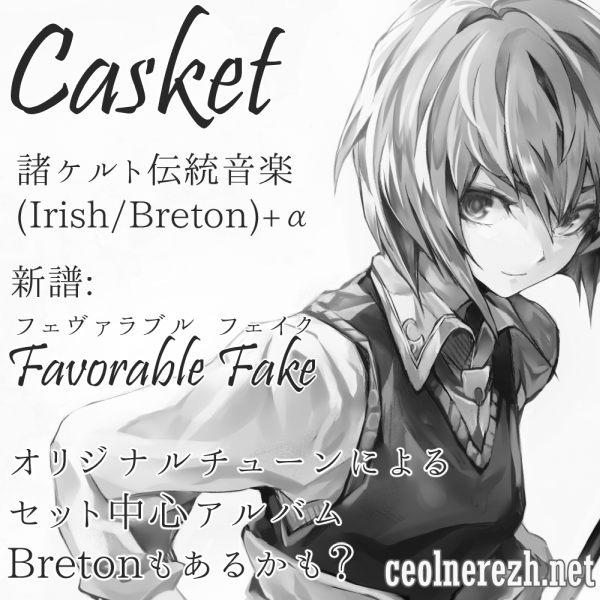 Casket
諸ケルト伝統音楽
(Irish/Breton)+α
新譜:
フェヴァラブル フェイク
Favorable Fake
オリジナルチューンによる
セット中心アルバム
Bretonもあるかも?
ceolnerezh.net